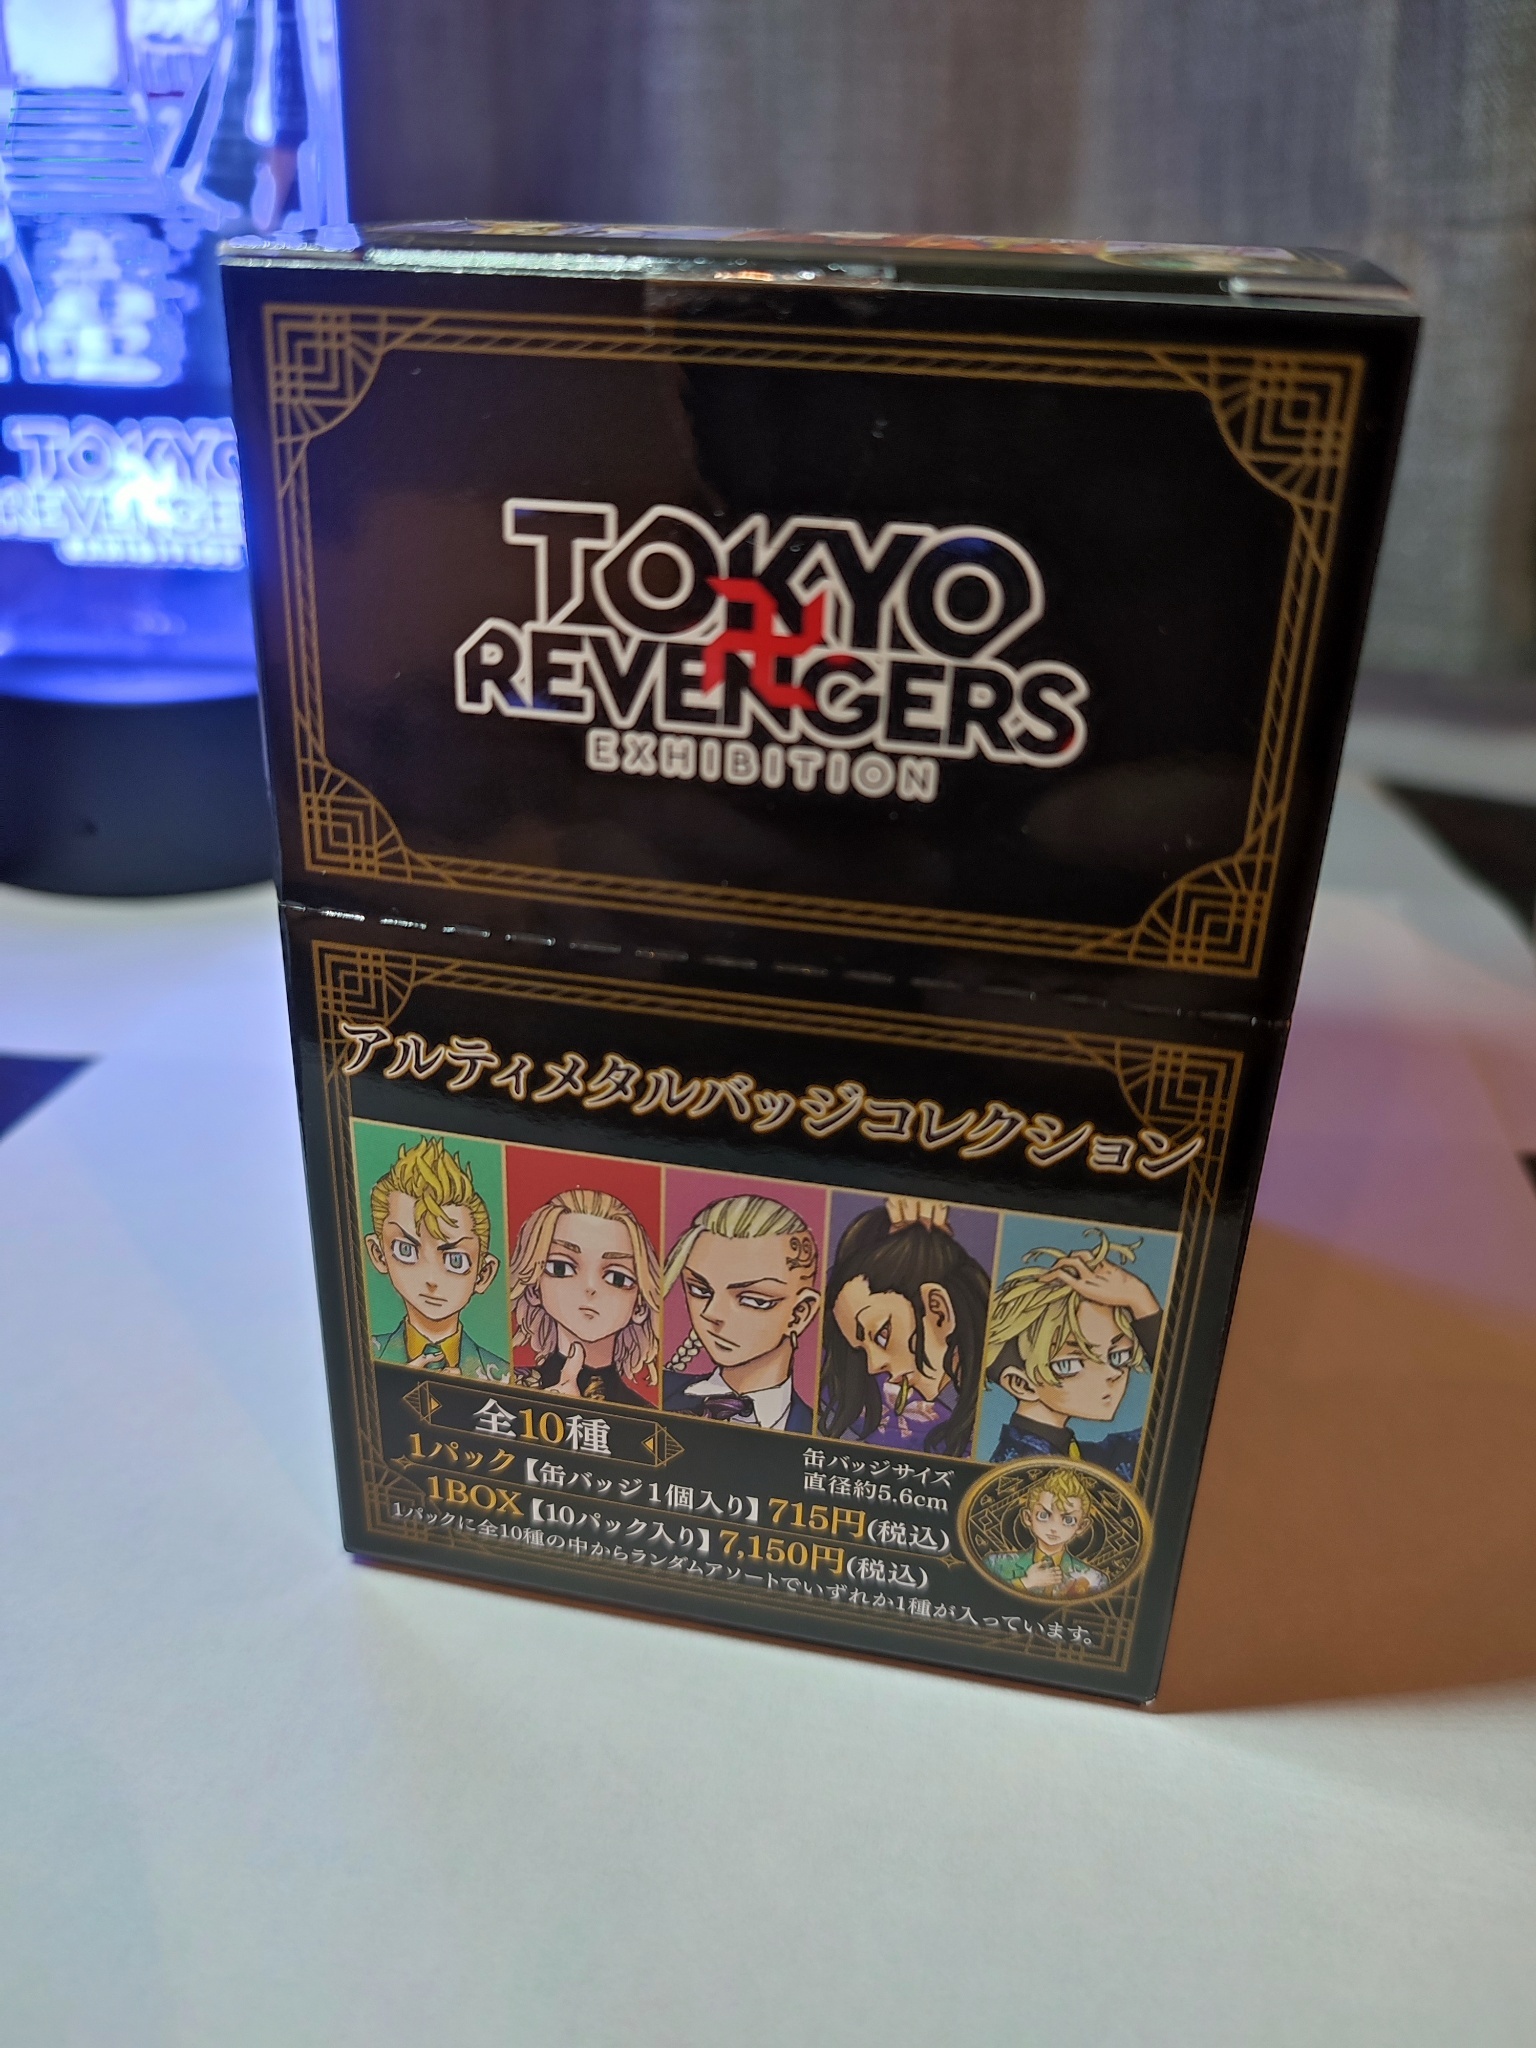 TOKYO
REVENGERS
EXHIBITION
TOKYO
卍
REVENGERS
EXHIBITION
アルティメタルバッジコレクション
全10種
缶バッジサイズ
直径約5.6cm
1パック【缶バッジ1個入り】715円(税込)
1BOX【10パック入り】7,150円(税込)
1パックに全10種の中からランダムアソートでいずれか1種が入っています。